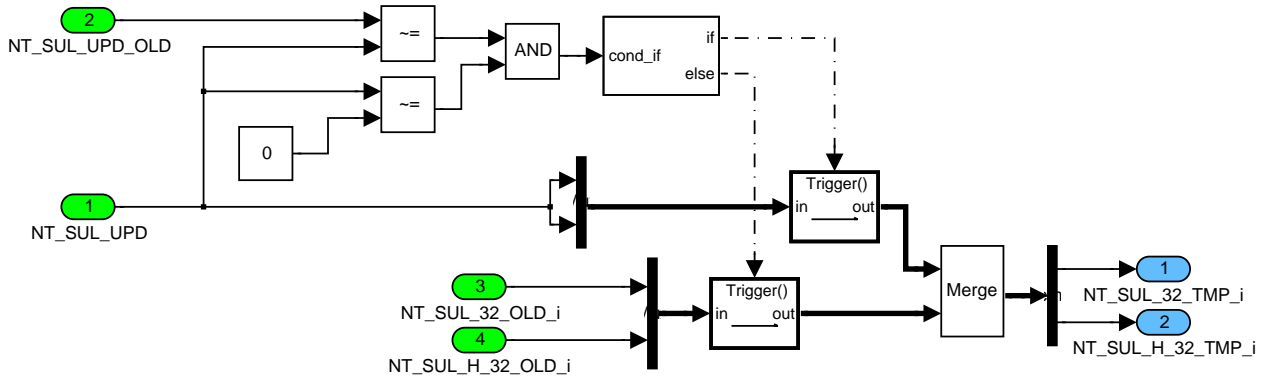 2
NT_SUL_UPD_OLD
~=
AND
cond_if
if
else
~=
0
1
NT_SUL_UPD
Trigger()
in
out
3
NT_SUL_32_OLD_i
4
NT_SUL_H_32_OLD_i
Trigger()
in
out
Merge
1
NT_SUL_32_TMP_i
2
NT_SUL_H_32_TMP_i